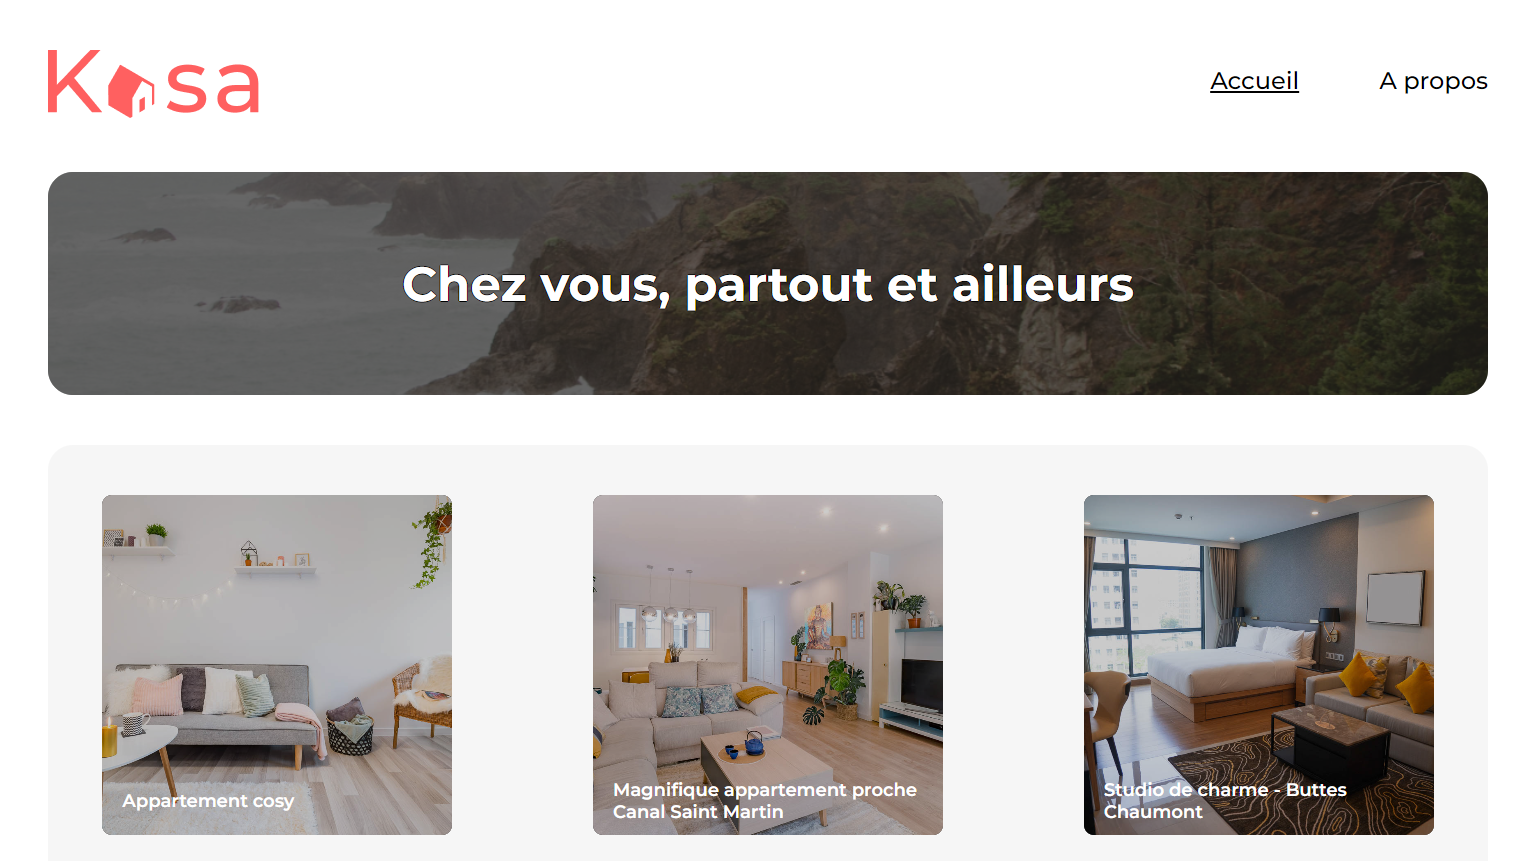 Kasa
Accueil
A propos
Chez vous, partout et ailleurs
Appartement cosy
Magnifique appartement proche
Canal Saint Martin
Studio de charme - Buttes
Chaumont